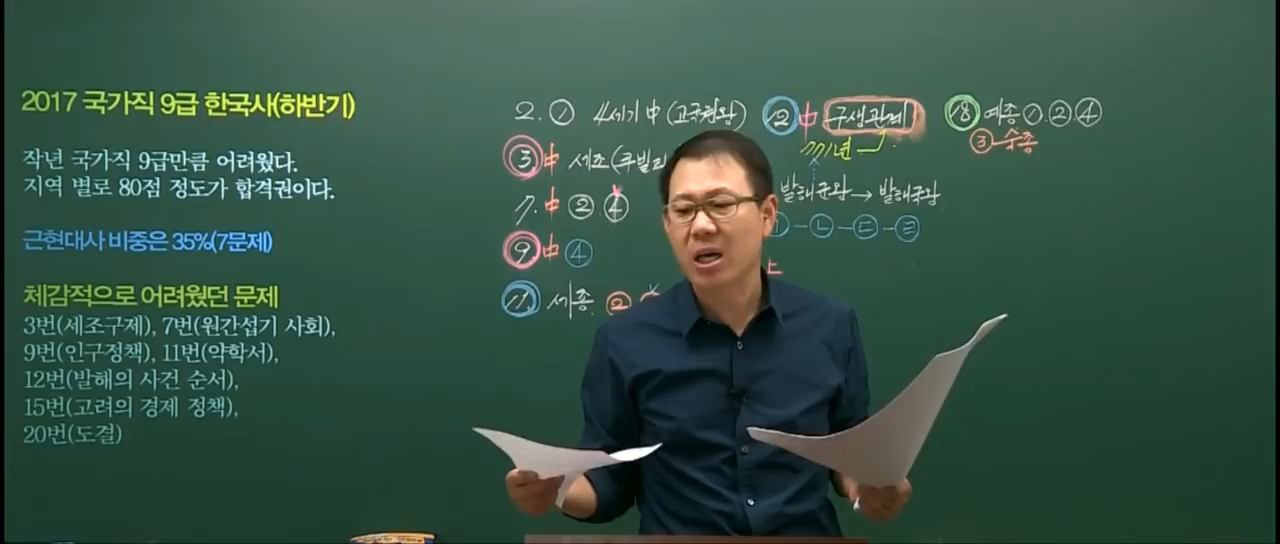 2017 국가직 9급 한국사(하반기)
작년 국가직 9급만큼 어려웠다.
지역 별로 80점 정도가 합격권이다.
근현대사 비중은 35%(7문제)
체감적으로 어려웠던 문제
3번(세조구제), 7번(원간섭기 사회),
9번(인구정책), 11번(약학서),
12번(발해의 사건 순서),
15번(고려의 경제 정책),
20번(도결)
2. ① 4세기 中 (고국원왕)
③ 中 세조(쿠빌라
7. 中 ② ④
⑨ 中 ④
⑪ 세종 ②
⑫ 中 구생관계
771년
발해군왕 → 발해국왕
㉡ - ㉢ - ㉣
⑱ 예종 ①.②.④
③ 숙종